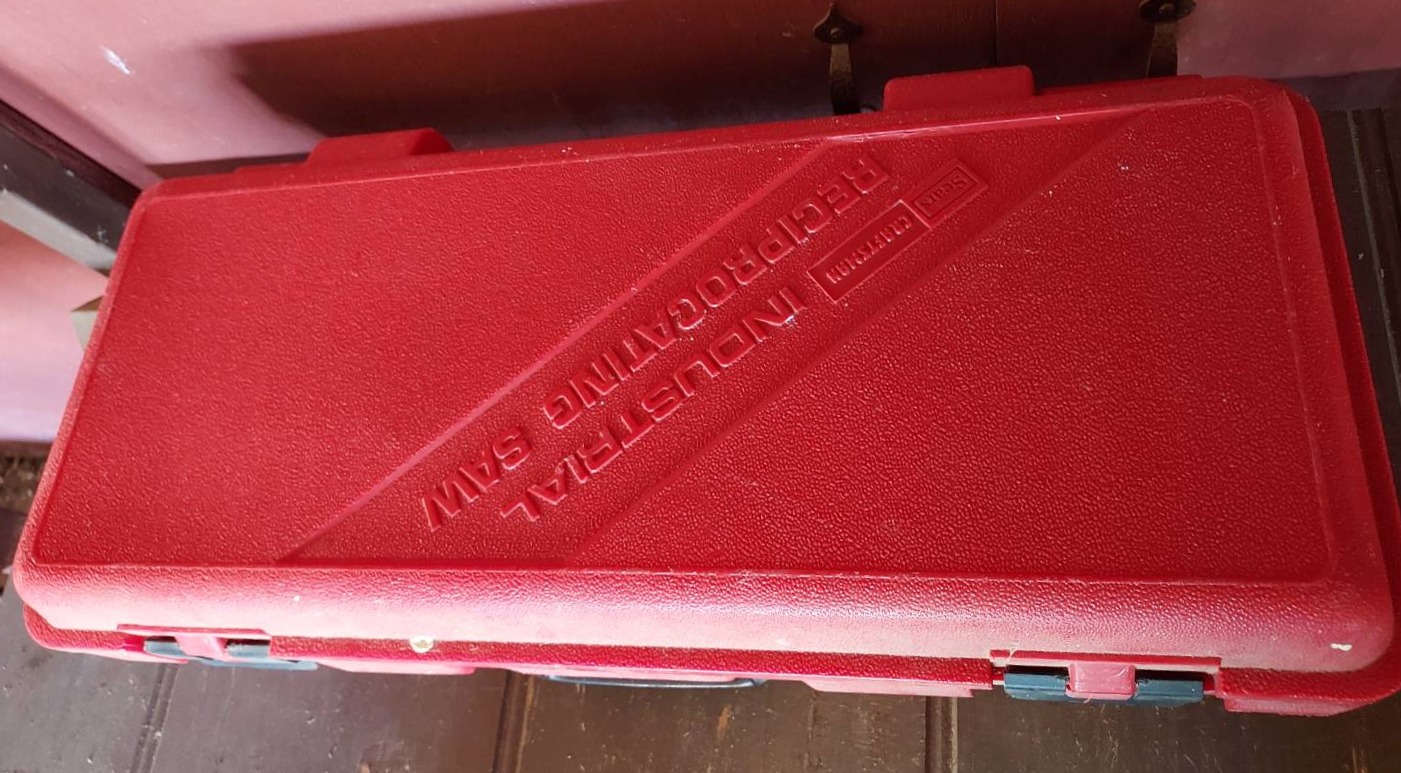 Sears
CRAFTSMAN
INDUSTRIAL
RECIPROCATING SAW